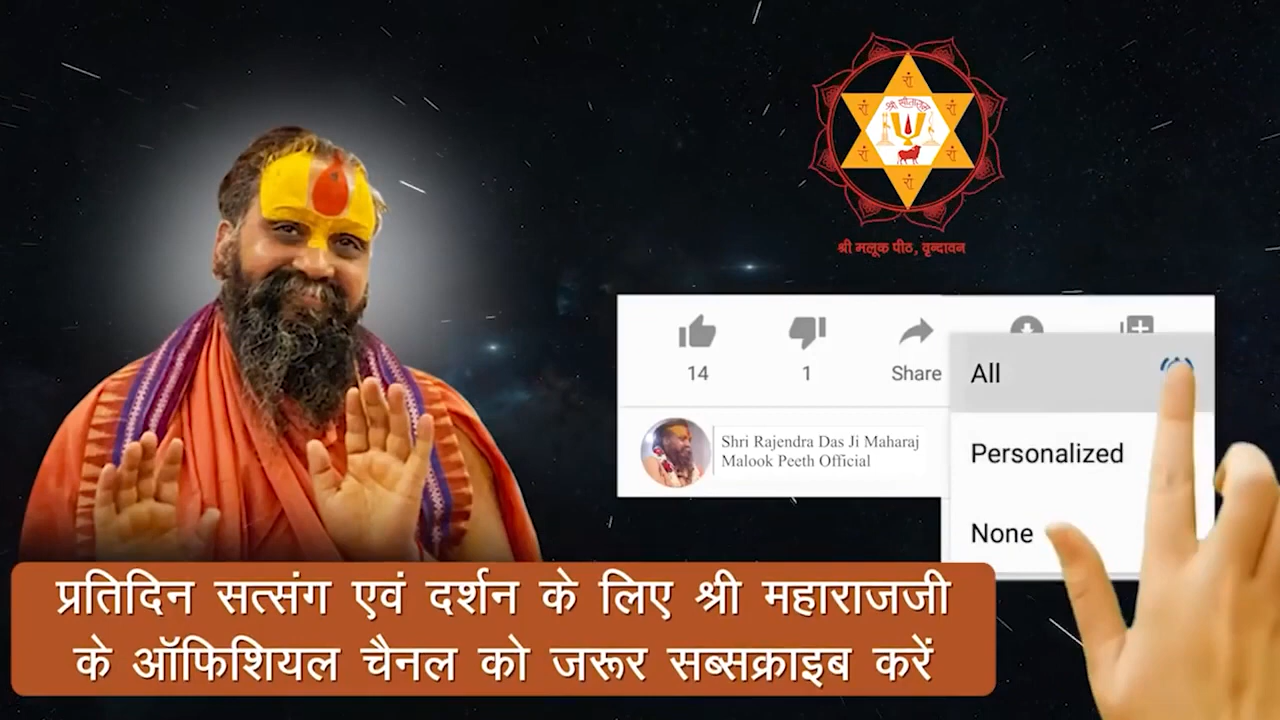 रां
रां
रां
श्री सीताराम
रां
रां
रां
श्री मलूक पीठ, वृन्दावन
14
1
Share
All
Shri Rajendra Das Ji Maharaj
Malook Peeth Official
Personalized
None
प्रतिदिन सत्संग एवं दर्शन के लिए श्री महाराजजी
के ऑफिशियल चैनल को जरूर सब्सक्राइब करें